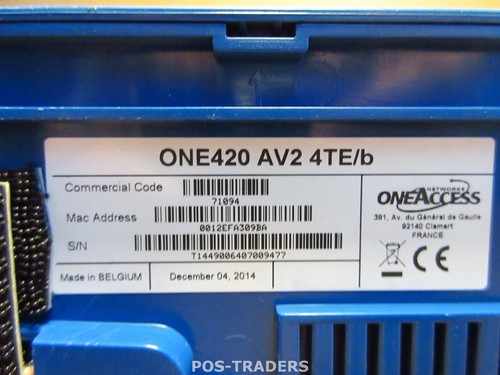 ONE420 AV2 4TE/b
Commercial Code
71094
Mac Address
0012EFA309BA
S/N
T1449006407009477
Made in BELGIUM
December 04, 2014
NETWORKS
ONEACCESS
381, Av. du Général de Gaulle
92140 Clamart
FRANCE
CE
POS-TRADERS